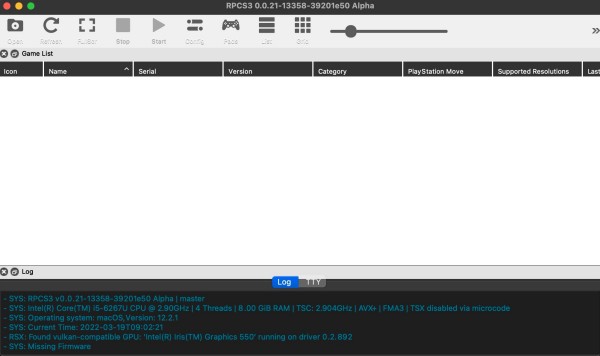 RPCS3 0.0.21-13358-39201e50 Alpha
Open Refresh FullScr Stop Start Config Pads List Grid
Game List
Icon Name Serial Version Category PlayStation Move Supported Resolutions Last
Log
Log TTY
- SYS: RPCS3 v0.0.21-13358-39201e50 Alpha | master
- SYS: Intel(R) Core(TM) i5-6267U CPU @ 2.90GHz | 4 Threads | 8.00 GiB RAM | TSC: 2.904GHz | AVX+ | FMA3 | TSX disabled via microcode
- SYS: Operating system: macOS,Version: 12.2.1
- SYS: Current Time: 2022-03-19T09:02:21
- RSX: Found vulkan-compatible GPU: 'Intel(R) Iris(TM) Graphics 550' running on driver 0.2.892
- SYS: Missing Firmware